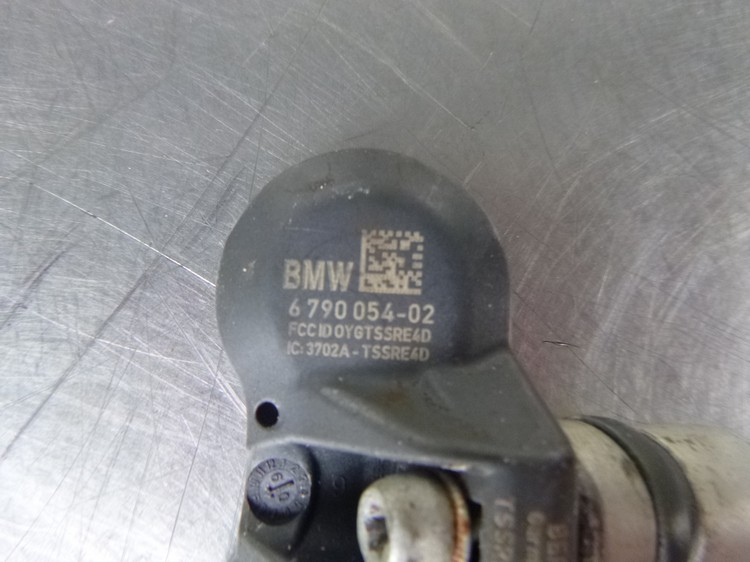 BMW
6 790 054-02
FCC ID OYGTSSRE4D
IC: 3702A-TSSRE4D